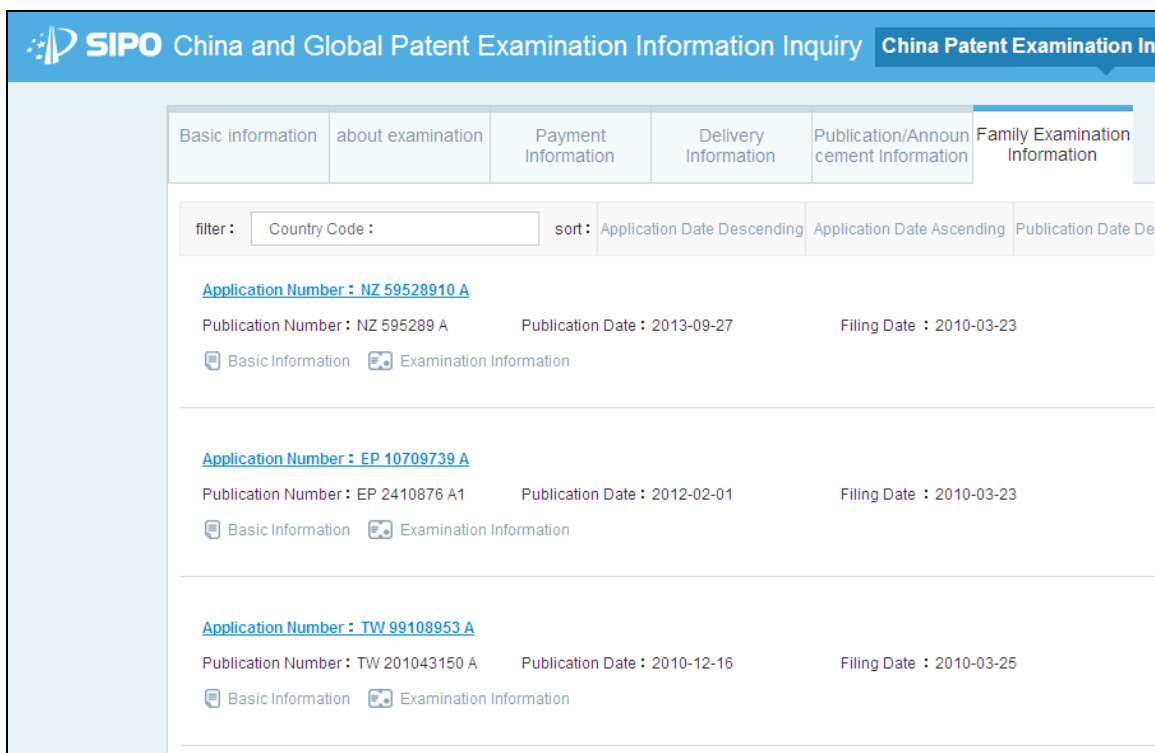 SIPO China and Global Patent Examination Information Inquiry China Patent Examination In
Basic information about examination Payment Information Delivery Information Publication/Announ cement Information Family Examination Information
filter： Country Code： sort： Application Date Descending Application Date Ascending Publication Date De
Application Number：NZ 59528910 A
Publication Number：NZ 595289 A Publication Date：2013-09-27 Filing Date ：2010-03-23
Basic Information Examination Information
Application Number：EP 10709739 A
Publication Number：EP 2410876 A1 Publication Date：2012-02-01 Filing Date ：2010-03-23
Basic Information Examination Information
Application Number：TW 99108953 A
Publication Number：TW 201043150 A Publication Date：2010-12-16 Filing Date ：2010-03-25
Basic Information Examination Information